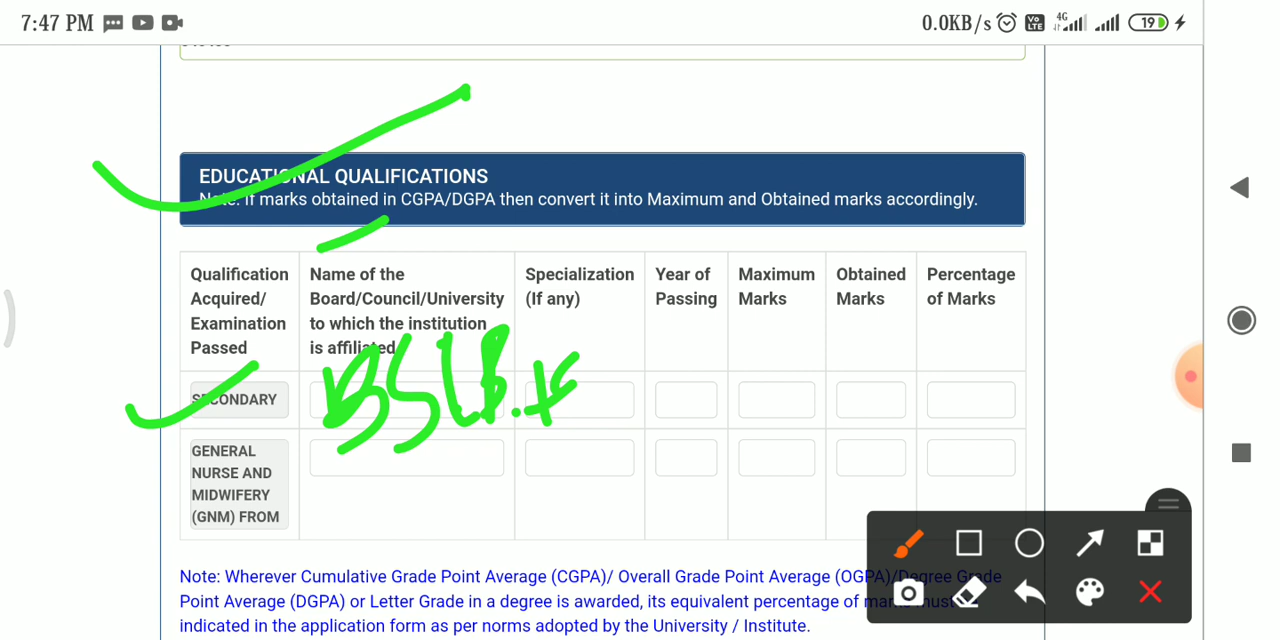 7:47 PM
0.0KB/s Vo LTE 4G 19
EDUCATIONAL QUALIFICATIONS
Note: If marks obtained in CGPA/DGPA then convert it into Maximum and Obtained marks accordingly.
Qualification Acquired/ Examination Passed
Name of the Board/Council/University to which the institution is affiliated
Specialization (If any)
Year of Passing
Maximum Marks
Obtained Marks
Percentage of Marks
SECONDARY
GENERAL NURSE AND MIDWIFERY (GNM) FROM
Note: Wherever Cumulative Grade Point Average (CGPA)/ Overall Grade Point Average (OGPA)/Degree Grade
Point Average (DGPA) or Letter Grade in a degree is awarded, its equivalent percentage of marks must
indicated in the application form as per norms adopted by the University / Institute.